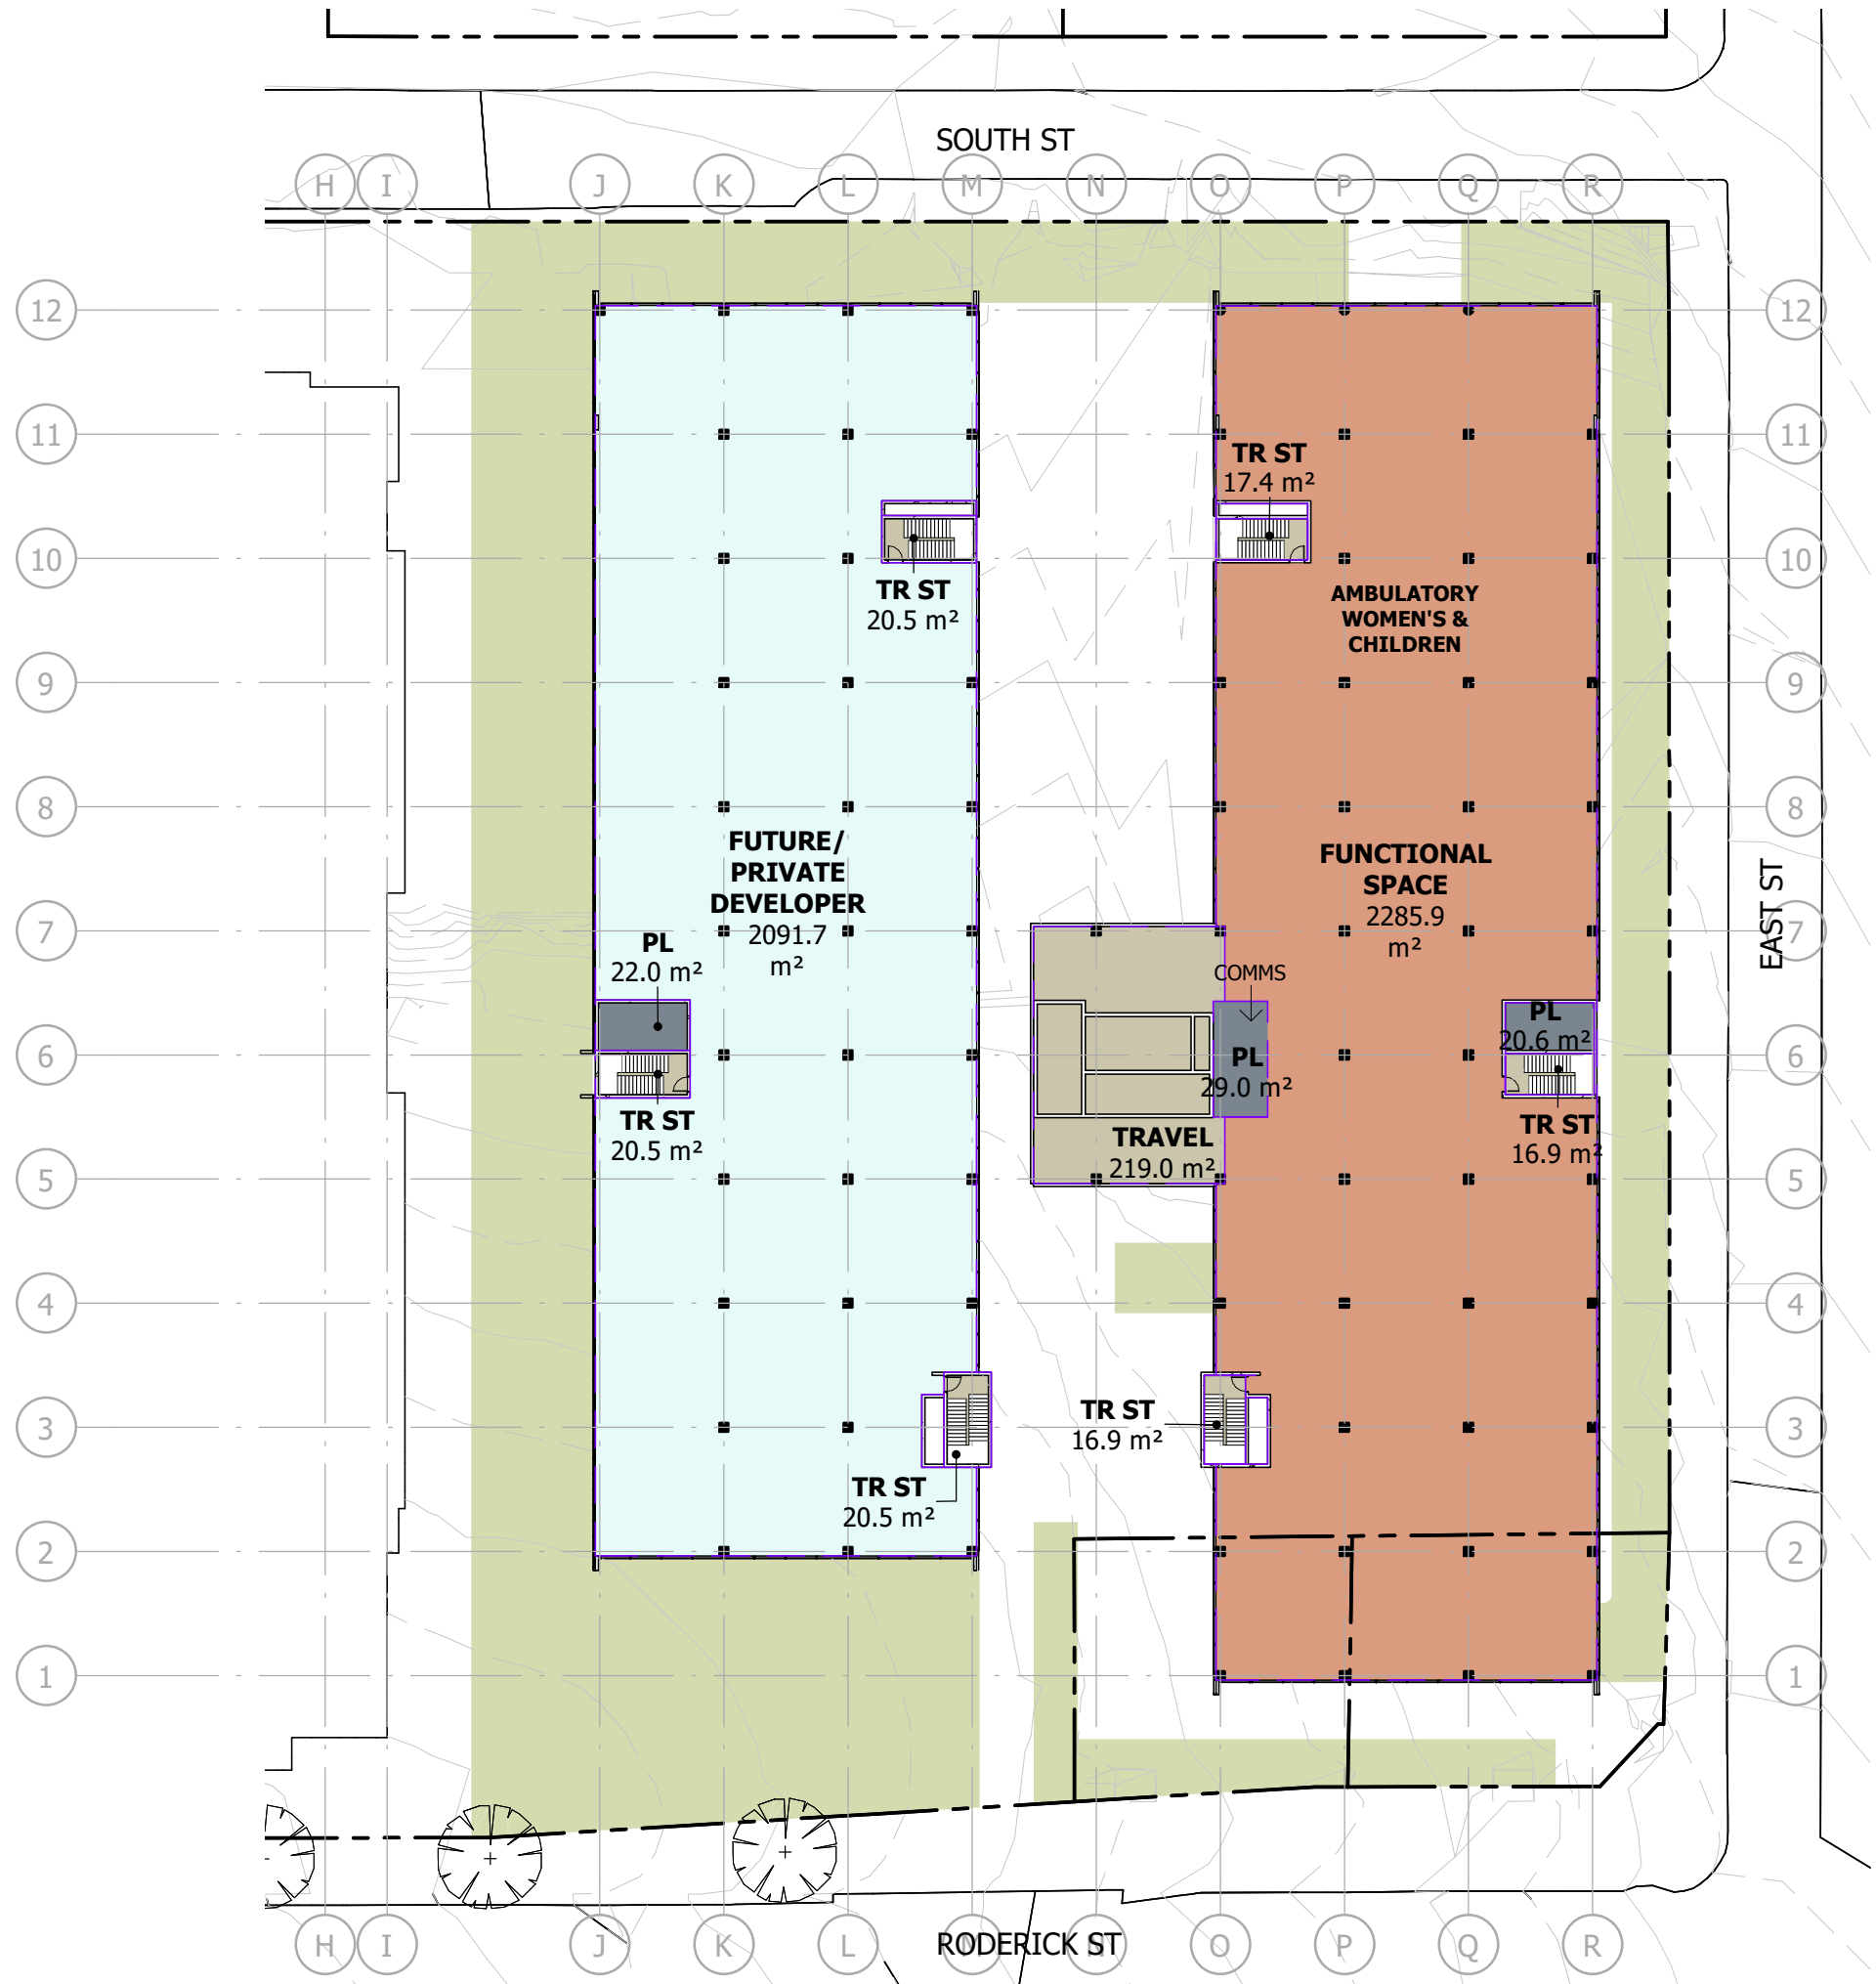 SOUTH ST
H I J K L M N O P Q R
12 12
11 11
TR ST
17.4 m²
10 10
TR ST
20.5 m²
AMBULATORY
WOMEN'S &
CHILDREN
9 9
8 8
FUTURE/
PRIVATE
DEVELOPER
2091.7
m²
FUNCTIONAL
SPACE
2285.9
m²
EAST ST
7 7
PL
22.0 m²
COMMS
PL
20.6 m²
6 6
PL
29.0 m²
TR ST
20.5 m²
TRAVEL
219.0 m²
TR ST
16.9 m²
5 5
4 4
3 3
TR ST
16.9 m²
TR ST
20.5 m²
2 2
1 1
H I J K L M N O P Q R
RODERICK ST